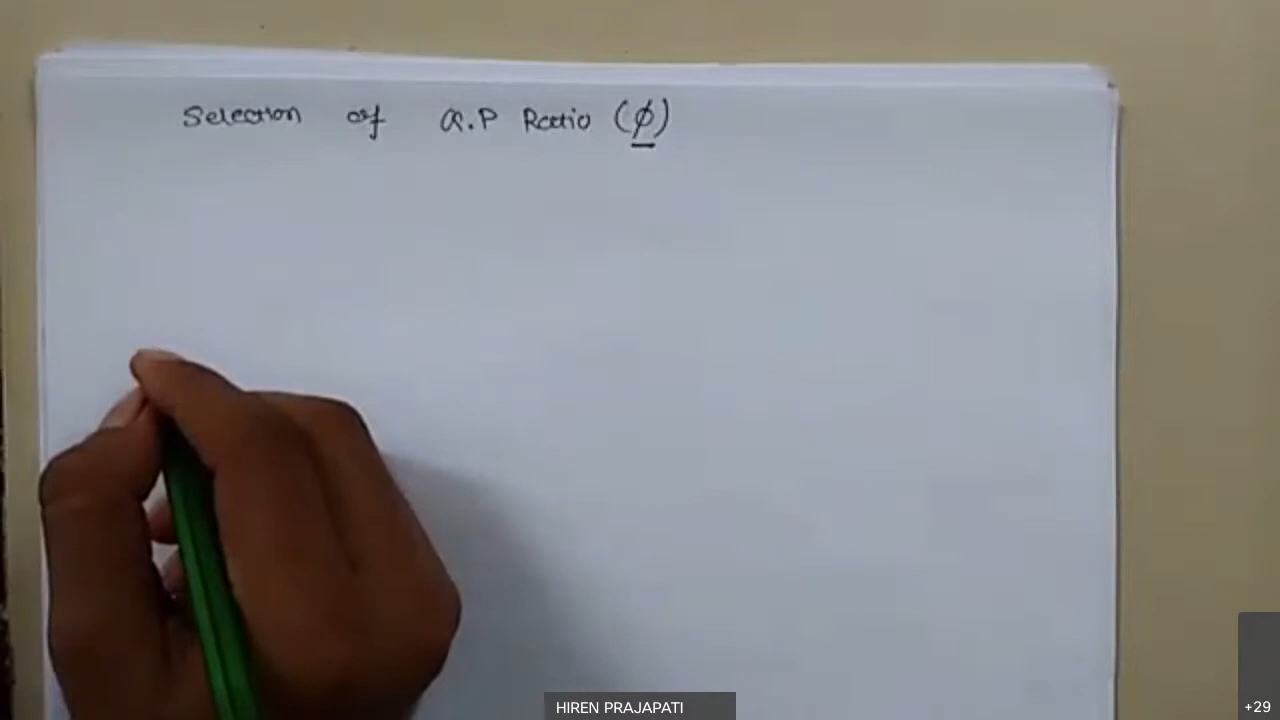 Selection of G.P Ratio (ϕ)
HIREN PRAJAPATI
+29